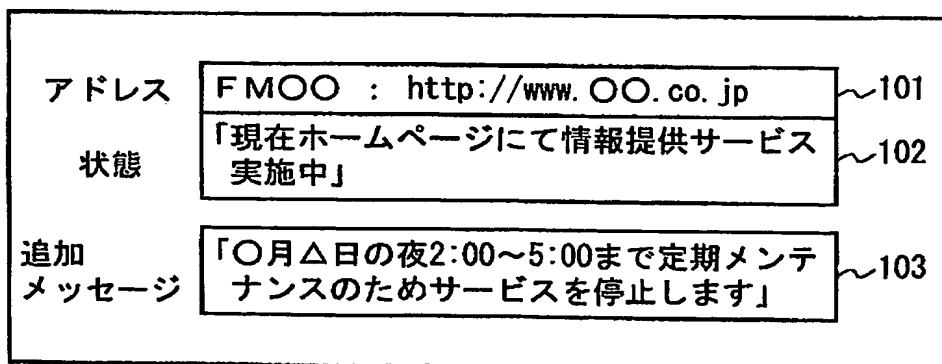 アドレス ＦＭ〇〇 : http://www.〇〇.co.jp 101
状態 「現在ホームページにて情報提供サービス
実施中」 102
追加
メッセージ 「〇月△日の夜2:00～5:00まで定期メンテ
ナンスのためサービスを停止します」 103